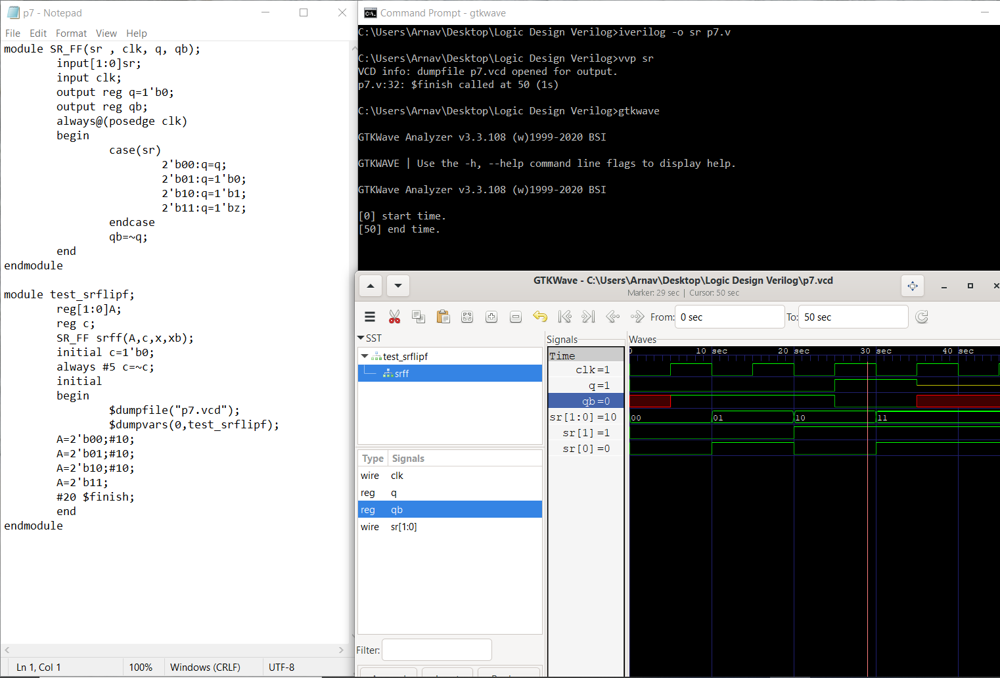 p7 - Notepad
File Edit Format View Help
module SR_FF(sr , clk, q, qb);
input[1:0]sr;
input clk;
output reg q=1'b0;
output reg qb;
always@(posedge clk)
begin
case(sr)
2'b00:q=q;
2'b01:q=1'b0;
2'b10:q=1'b1;
2'b11:q=1'bz;
endcase
qb=~q;
end
endmodule
module test_srflipf;
reg[1:0]A;
reg c;
SR_FF srff(A,c,x,xb);
initial c=1'b0;
always #5 c=~c;
initial
begin
$dumpfile("p7.vcd");
$dumpvars(0,test_srflipf);
A=2'b00;#10;
A=2'b01;#10;
A=2'b10;#10;
A=2'b11;
#20 $finish;
end
endmodule
Ln 1, Col 1 100% Windows (CRLF) UTF-8
Command Prompt - gtkwave
C:\Users\Arnav\Desktop\Logic Design Verilog>iverilog -o sr p7.v
C:\Users\Arnav\Desktop\Logic Design Verilog>vvp sr
VCD info: dumpfile p7.vcd opened for output.
p7.v:32: $finish called at 50 (1s)
C:\Users\Arnav\Desktop\Logic Design Verilog>gtkwave
GTKWave Analyzer v3.3.108 (w)1999-2020 BSI
GTKWAVE | Use the -h, --help command line flags to display help.
GTKWave Analyzer v3.3.108 (w)1999-2020 BSI
[0] start time.
[50] end time.
GTKWave - C:\Users\Arnav\Desktop\Logic Design Verilog\p7.vcd
Marker: 29 sec | Cursor: 50 sec
From: 0 sec To: 50 sec
SST
test_srflipf
srff
Type Signals
wire clk
reg q
reg qb
wire sr[1:0]
Filter:
Signals
Time
clk=1
q=1
qb=0
sr[1:0]=10
sr[1]=1
sr[0]=0
Waves
0 10 sec 20 sec 30 sec 40 sec
00 01 10 11